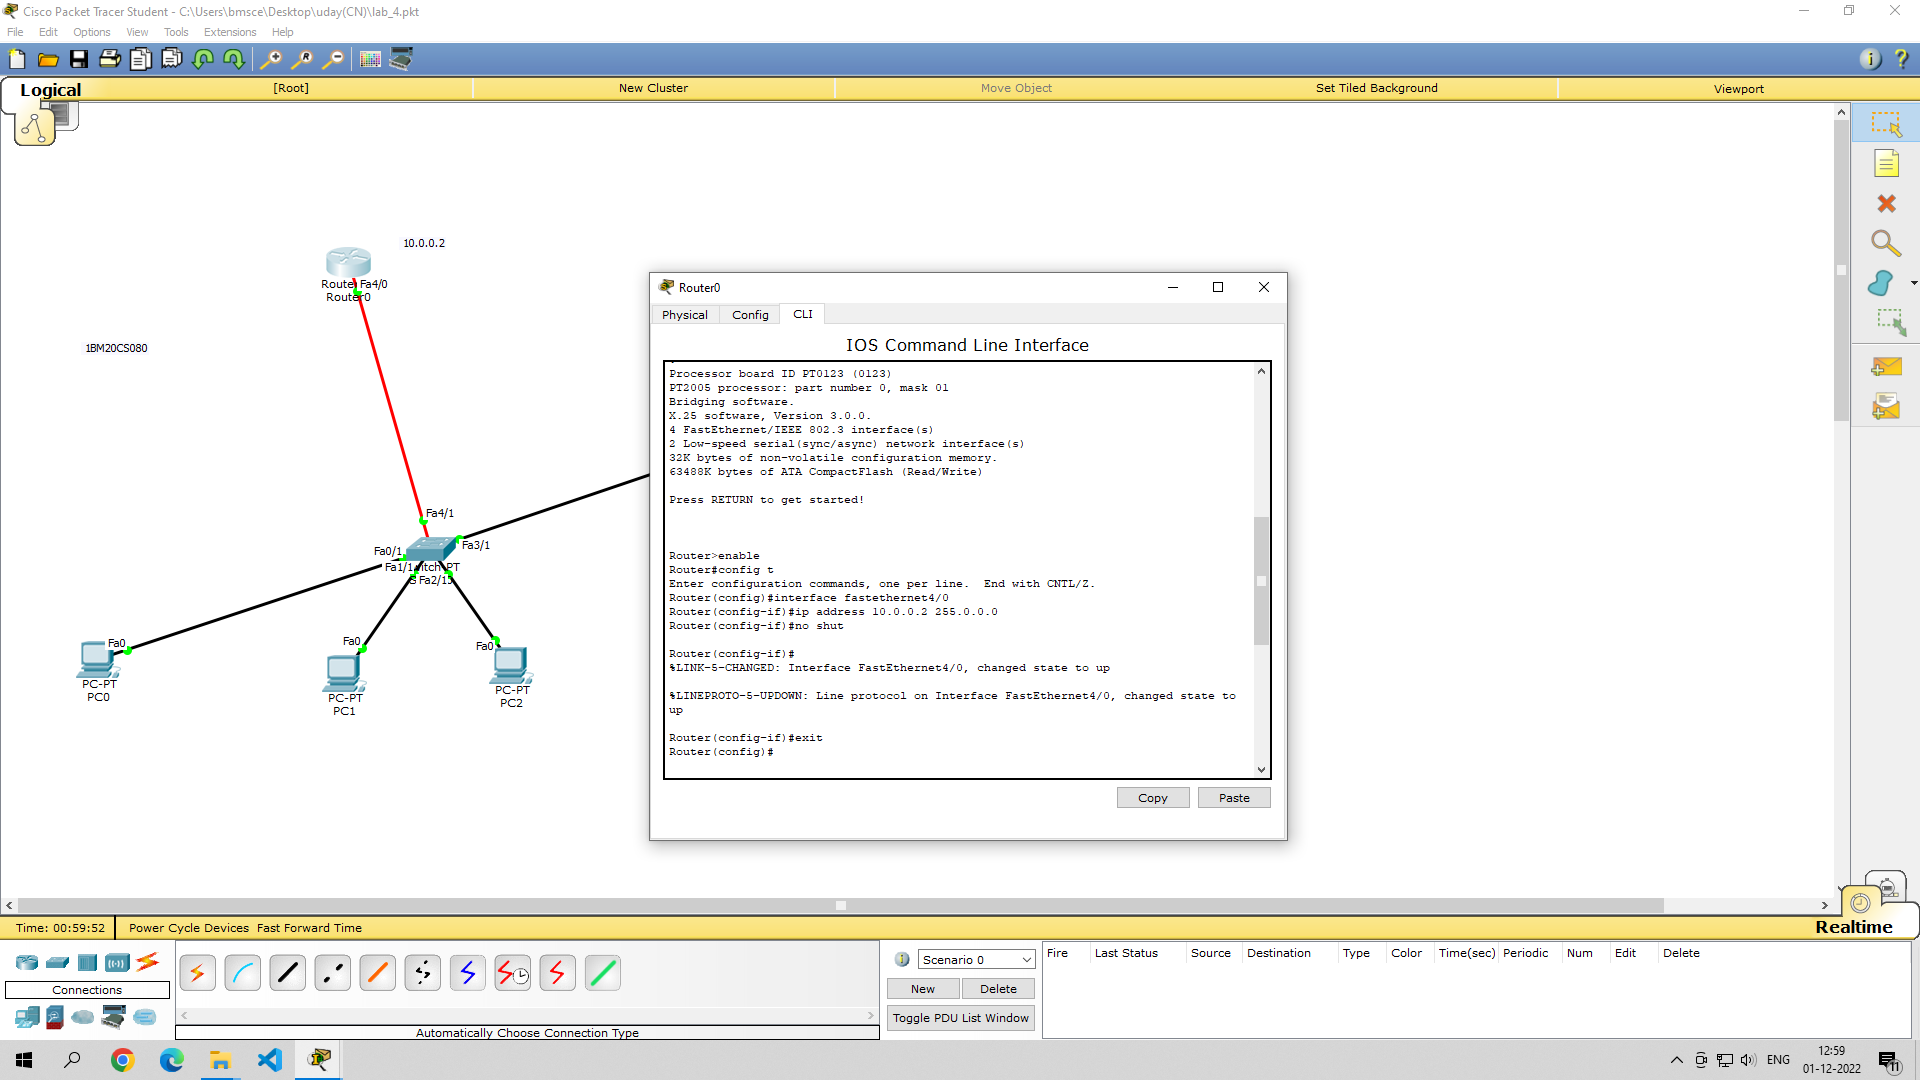 Cisco Packet Tracer Student - C:\Users\bmsce\Desktop\uday(CN)\lab_4.pkt
File Edit Options View Tools Extensions Help
Logical [Root] New Cluster Move Object Set Tiled Background Viewport
10.0.0.2
Fa4/0
Router0
1BM20CS080
Fa4/1
Fa0/1
Fa3/1
Fa1/1
Fa2/1
Fa0
PC-PT
PC0
Fa0
PC-PT
PC1
Fa0
PC-PT
PC2
Router0
Physical Config CLI
IOS Command Line Interface
Processor board ID PT0123 (0123)
PT2005 processor: part number 0, mask 01
Bridging software.
X.25 software, Version 3.0.0.
4 FastEthernet/IEEE 802.3 interface(s)
2 Low-speed serial(sync/async) network interface(s)
32K bytes of non-volatile configuration memory.
63488K bytes of ATA CompactFlash (Read/Write)
Press RETURN to get started!
Router>enable
Router#config t
Enter configuration commands, one per line.  End with CNTL/Z.
Router(config)#interface fastethernet4/0
Router(config-if)#ip address 10.0.0.2 255.0.0.0
Router(config-if)#no shut
Router(config-if)#
%LINK-5-CHANGED: Interface FastEthernet4/0, changed state to up
%LINEPROTO-5-UPDOWN: Line protocol on Interface FastEthernet4/0, changed state to
up
Router(config-if)#exit
Router(config)#
Copy Paste
Time: 00:59:52 Power Cycle Devices Fast Forward Time Realtime
Connections
Automatically Choose Connection Type
Scenario 0
New Delete
Toggle PDU List Window
Fire Last Status Source Destination Type Color Time(sec) Periodic Num Edit Delete
ENG
12:59
01-12-2022
11